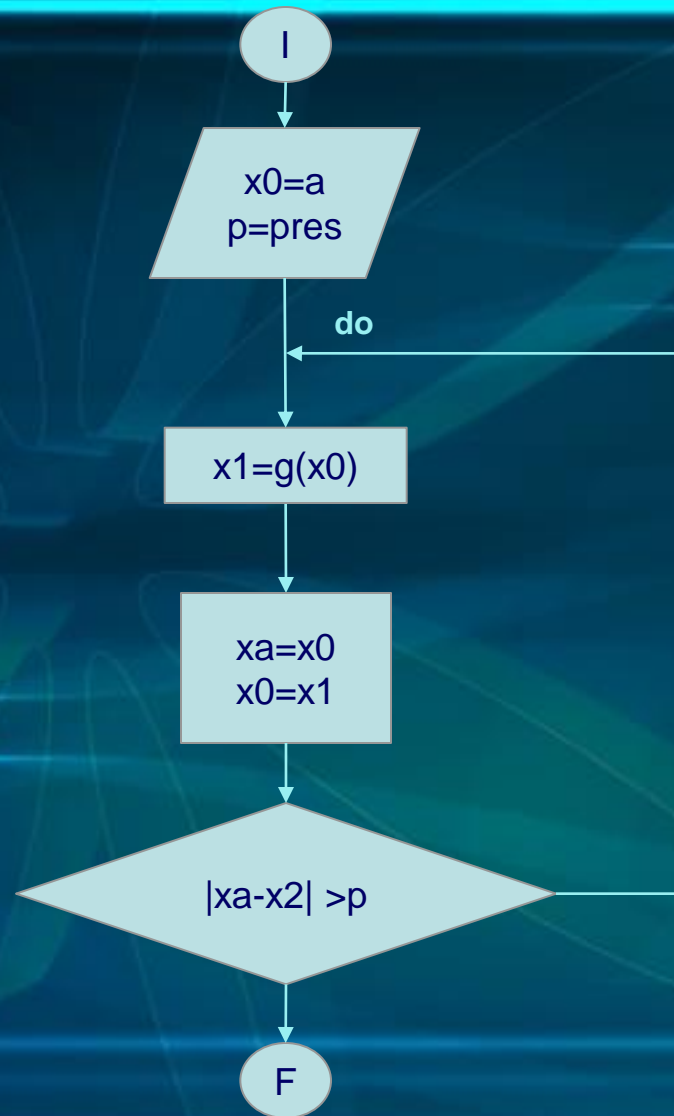 I
x0=a
p=pres
do
x1=g(x0)
xa=x0
x0=x1
|xa-x2| >p
F